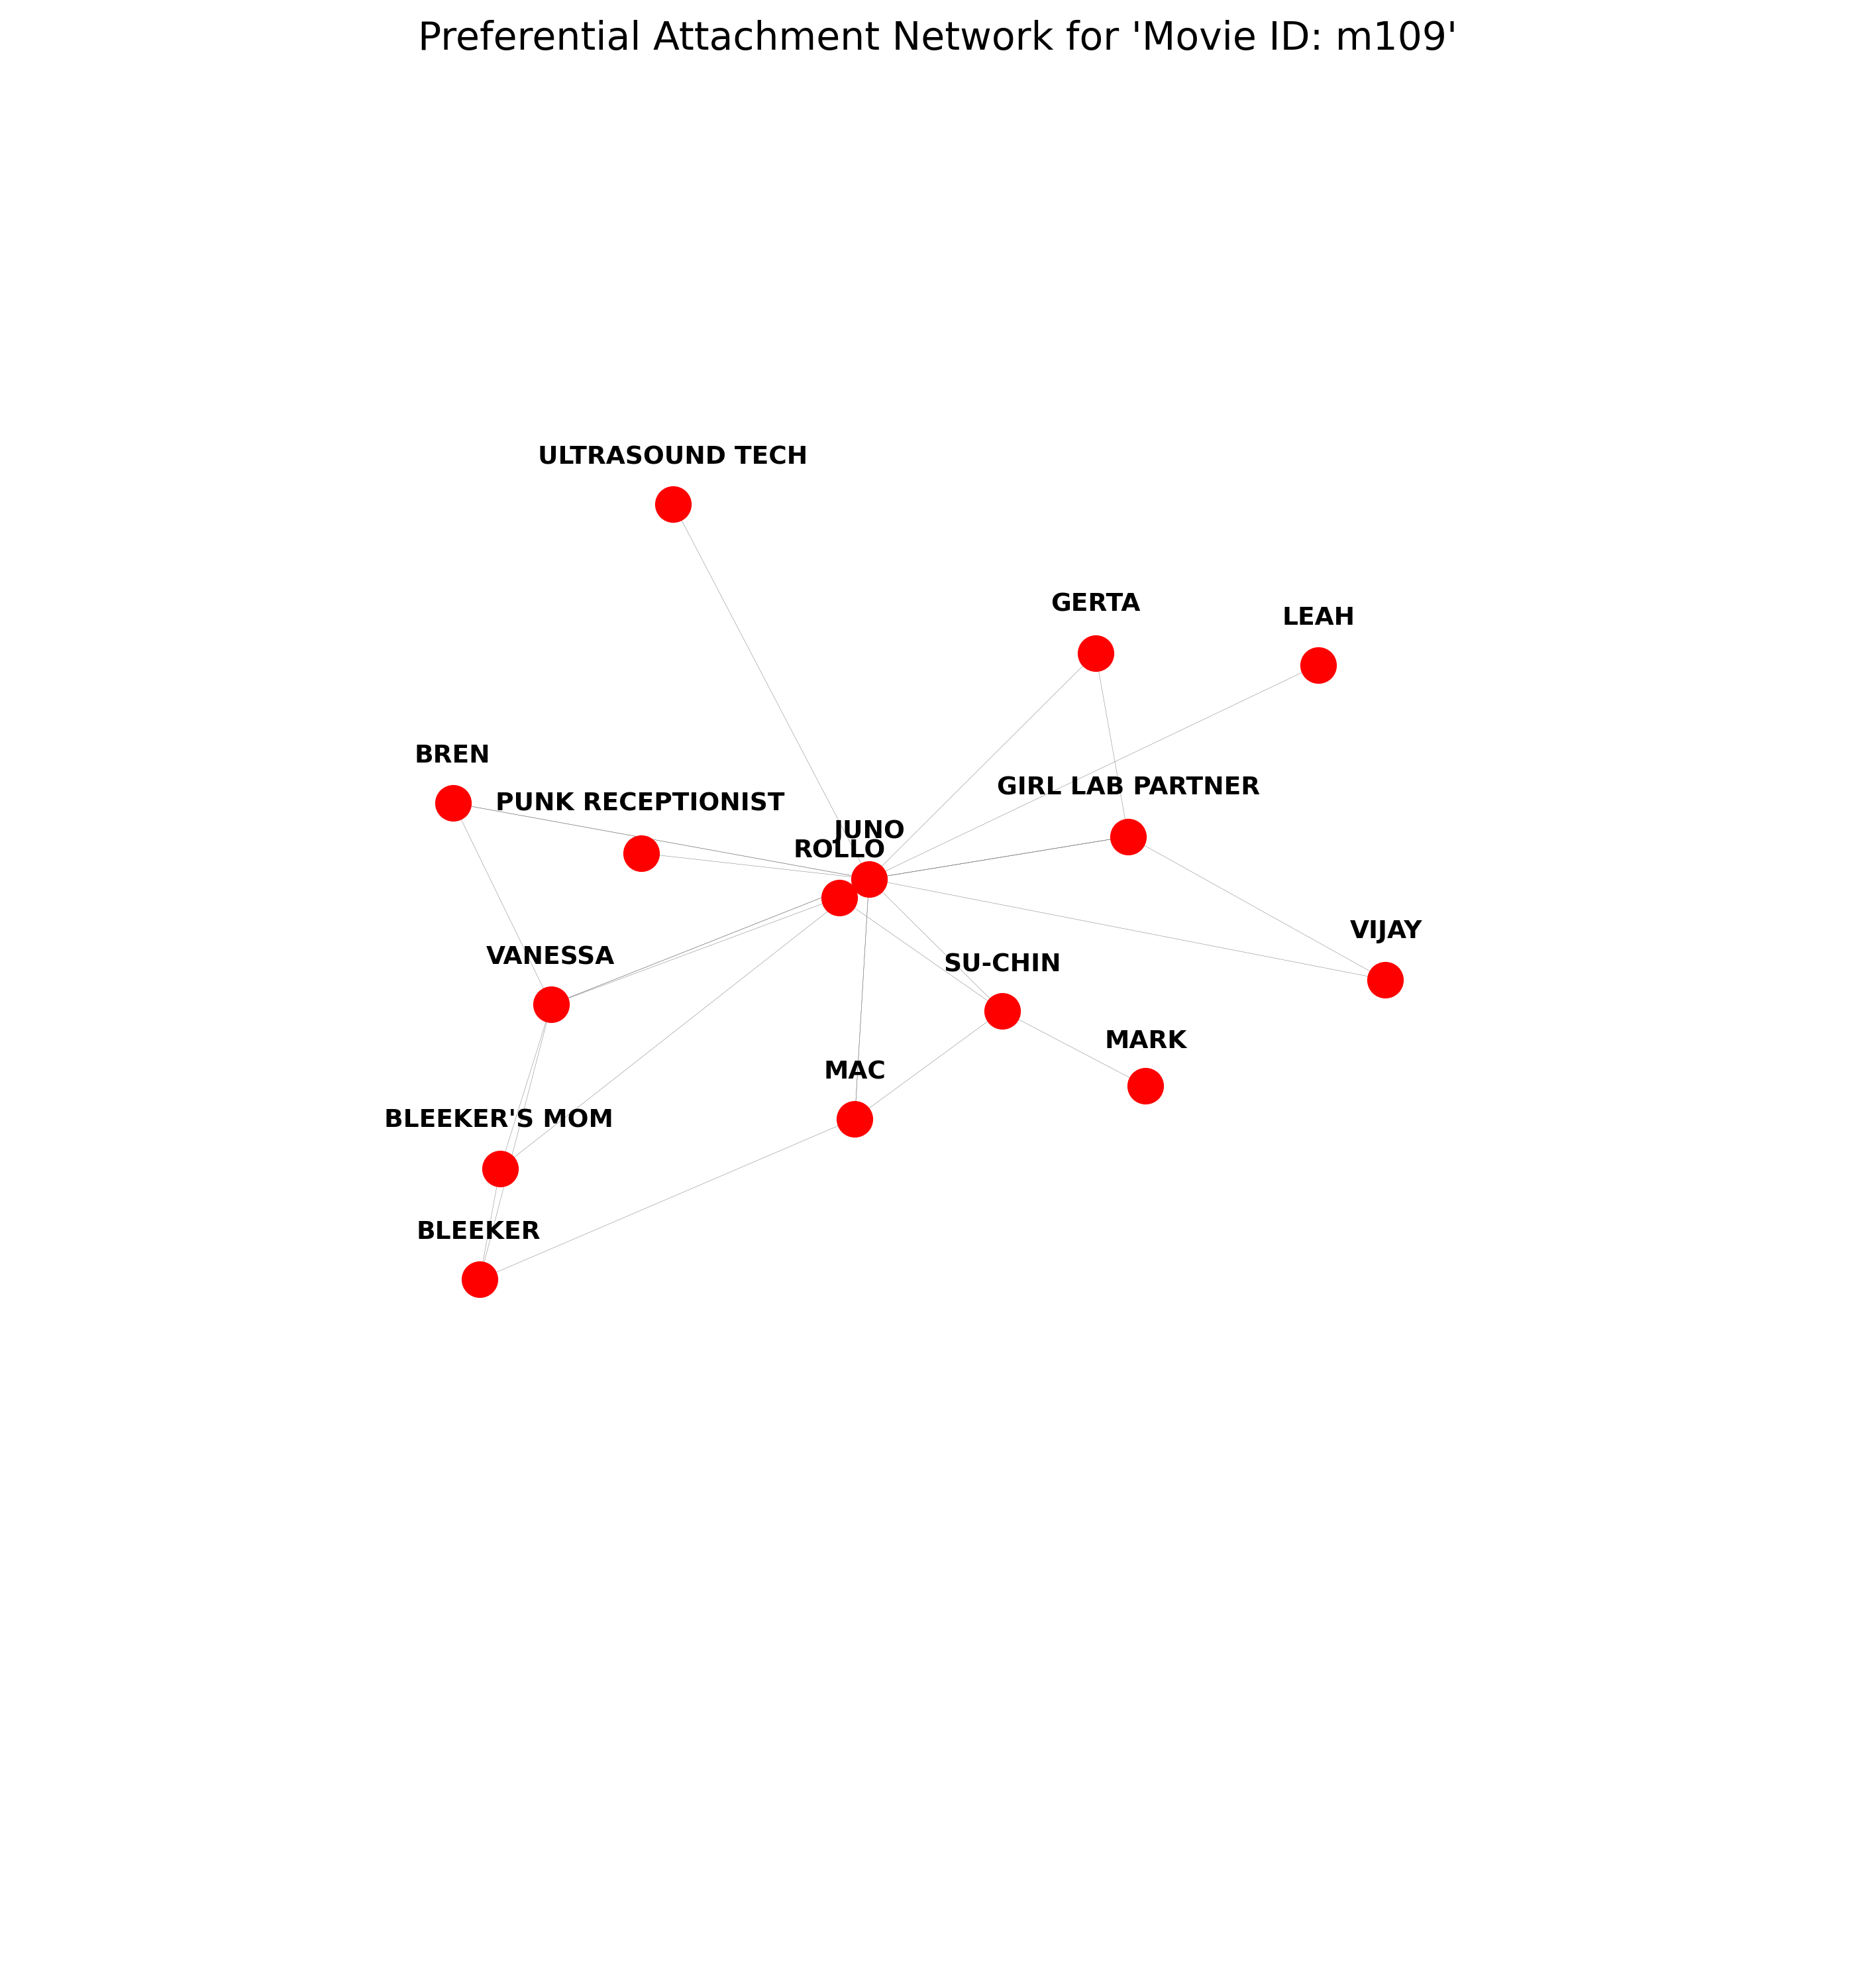 Preferential Attachment Network for 'Movie ID: m109'
ULTRASOUND TECH
GERTA
LEAH
BREN
GIRL LAB PARTNER
PUNK RECEPTIONIST
JUNO
ROLLO
VIJAY
VANESSA
SU-CHIN
MARK
MAC
BLEEKER'S MOM
BLEEKER